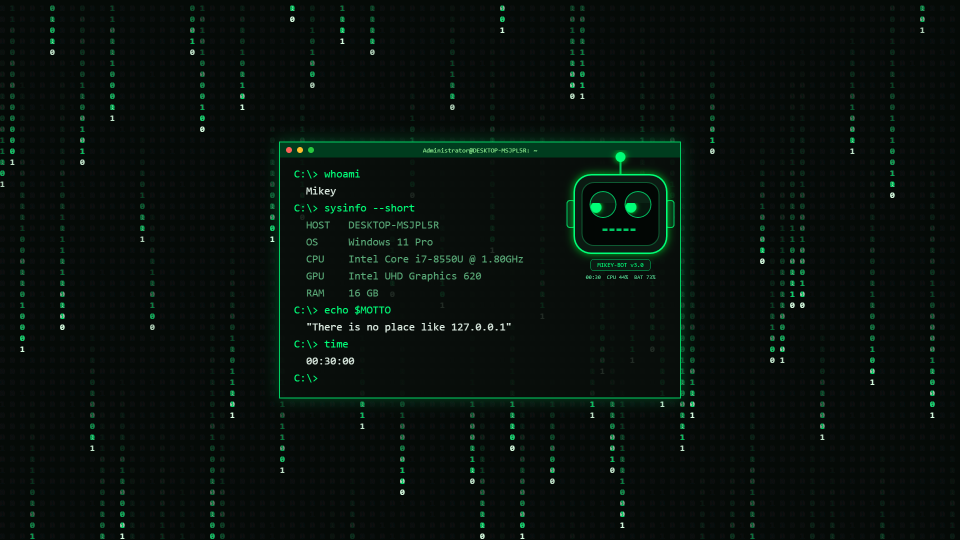 Administrator@DESKTOP-MSJPL5R: ~
C:\> whoami
Mikey
C:\> sysinfo --short
HOST DESKTOP-MSJPL5R
OS Windows 11 Pro
CPU Intel Core i7-8550U @ 1.80GHz
GPU Intel UHD Graphics 620
RAM 16 GB
C:\> echo $MOTTO
"There is no place like 127.0.0.1"
C:\> time
00:30:00
C:\>
MIKEY-BOT v3.0
00:30 CPU 44% BAT 73%